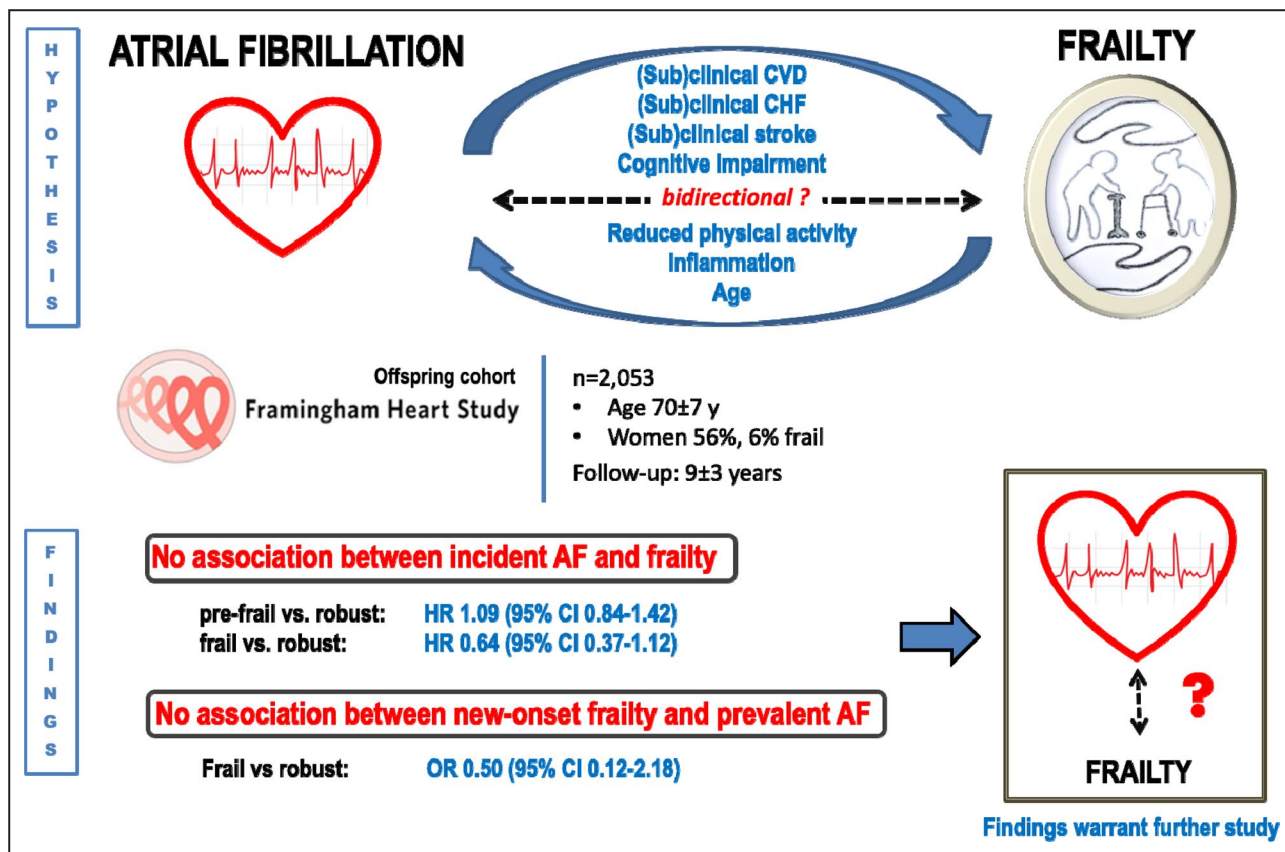 HYPOTHESIS
ATRIAL FIBRILLATION
FRAILTY
(Sub)clinical CVD
(Sub)clinical CHF
(Sub)clinical stroke
Cognitive Impairment
bidirectional ?
Reduced physical activity
Inflammation
Age
Offspring cohort
Framingham Heart Study
n=2,053
• Age 70±7 y
• Women 56%, 6% frail
Follow-up: 9±3 years
FINDINGS
No association between incident AF and frailty
pre-frail vs. robust: HR 1.09 (95% CI 0.84-1.42)
frail vs. robust: HR 0.64 (95% CI 0.37-1.12)
No association between new-onset frailty and prevalent AF
Frail vs robust: OR 0.50 (95% CI 0.12-2.18)
?
FRAILTY
Findings warrant further study